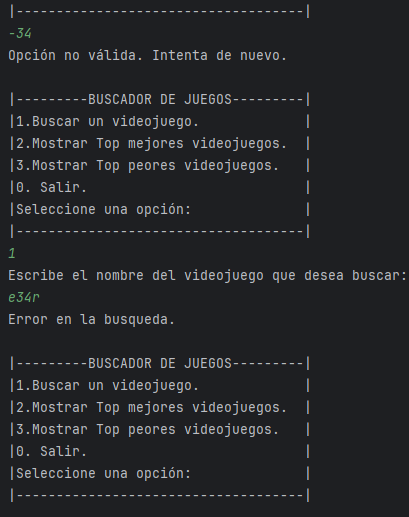 |------------------------------------|
-34
Opción no válida. Intenta de nuevo.
|---------BUSCADOR DE JUEGOS---------|
|1.Buscar un videojuego.             |
|2.Mostrar Top mejores videojuegos.  |
|3.Mostrar Top peores videojuegos.   |
|0. Salir.                           |
|Seleccione una opción:              |
|------------------------------------|
1
Escribe el nombre del videojuego que desea buscar:
e34r
Error en la busqueda.
|---------BUSCADOR DE JUEGOS---------|
|1.Buscar un videojuego.             |
|2.Mostrar Top mejores videojuegos.  |
|3.Mostrar Top peores videojuegos.   |
|0. Salir.                           |
|Seleccione una opción:              |
|------------------------------------|